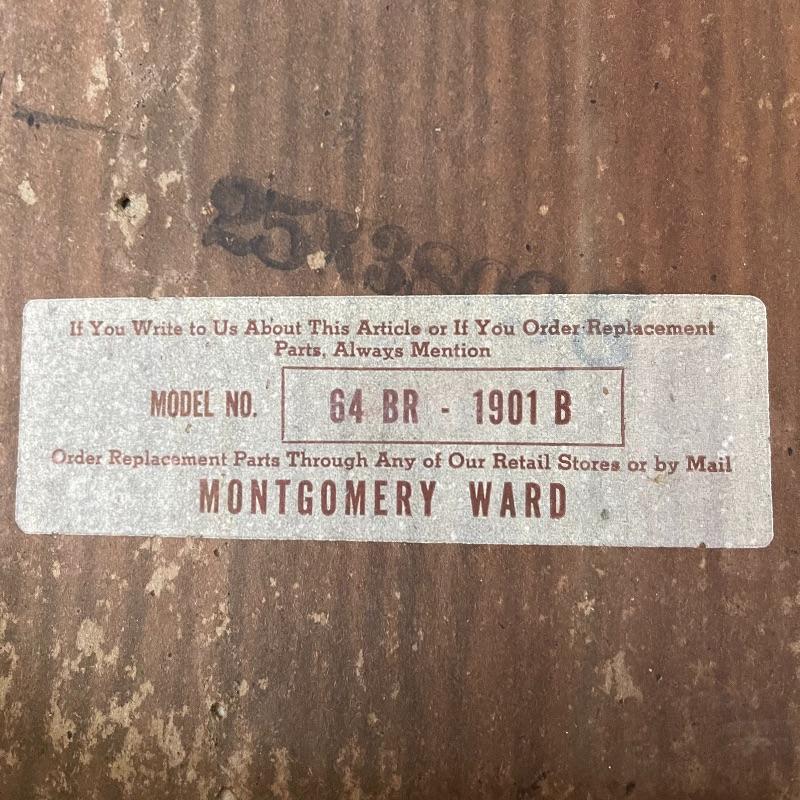 If You Write to Us About This Article or If You Order Replacement
Parts, Always Mention
MODEL NO. 64 BR - 1901 B
Order Replacement Parts Through Any of Our Retail Stores or by Mail
MONTGOMERY WARD